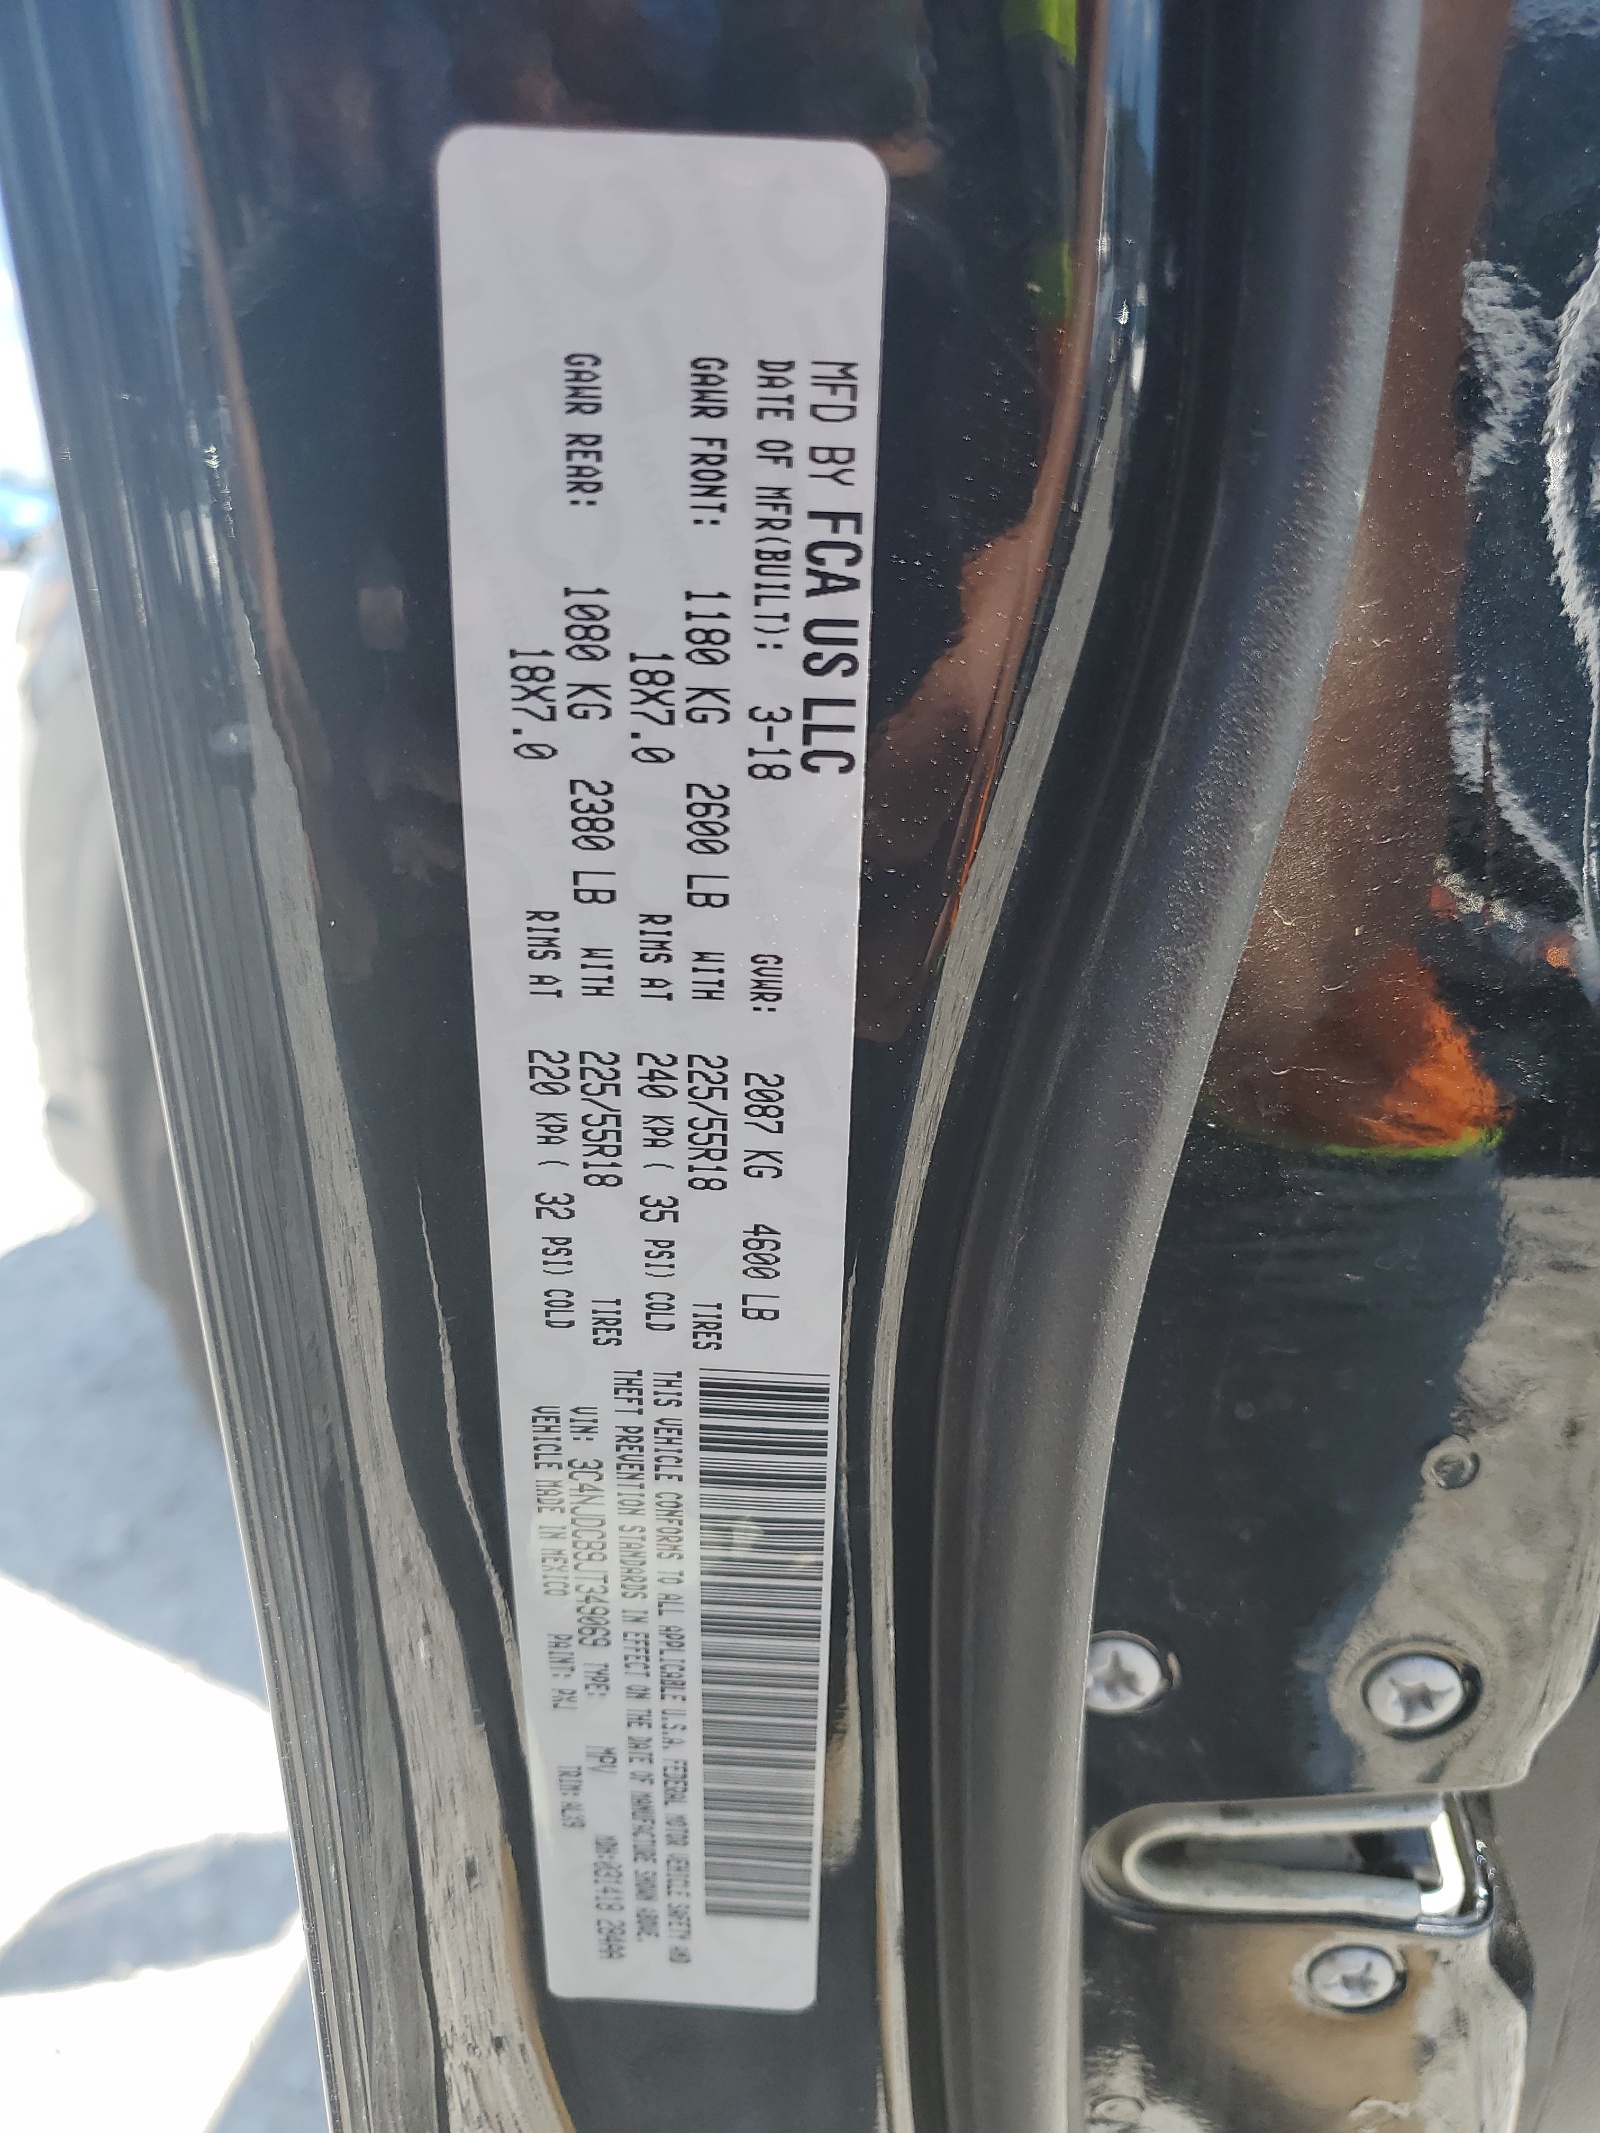 MFD BY FCA US LLC
DATE OF MFR(BUILT): 3-18 GVWR: 2087 KG 4600 LB
GAWR FRONT: 1180 KG 2600 LB WITH 225/55R18 TIRES
18X7.0 RIMS AT 240 KPA ( 35 PSI) COLD
GAWR REAR: 1080 KG 2380 LB WITH 225/55R18 TIRES
18X7.0 RIMS AT 220 KPA ( 32 PSI) COLD
THIS VEHICLE CONFORMS TO ALL APPLICABLE U.S.A. FEDERAL MOTOR VEHICLE SAFETY AND
THEFT PREVENTION STANDARDS IN EFFECT ON THE DATE OF MANUFACTURE SHOWN ABOVE.
VIN: 3C4NJDCB9JT349069 TYPE: MPV
VEHICLE MADE IN MEXICO PAINT: PXJ TRIM: